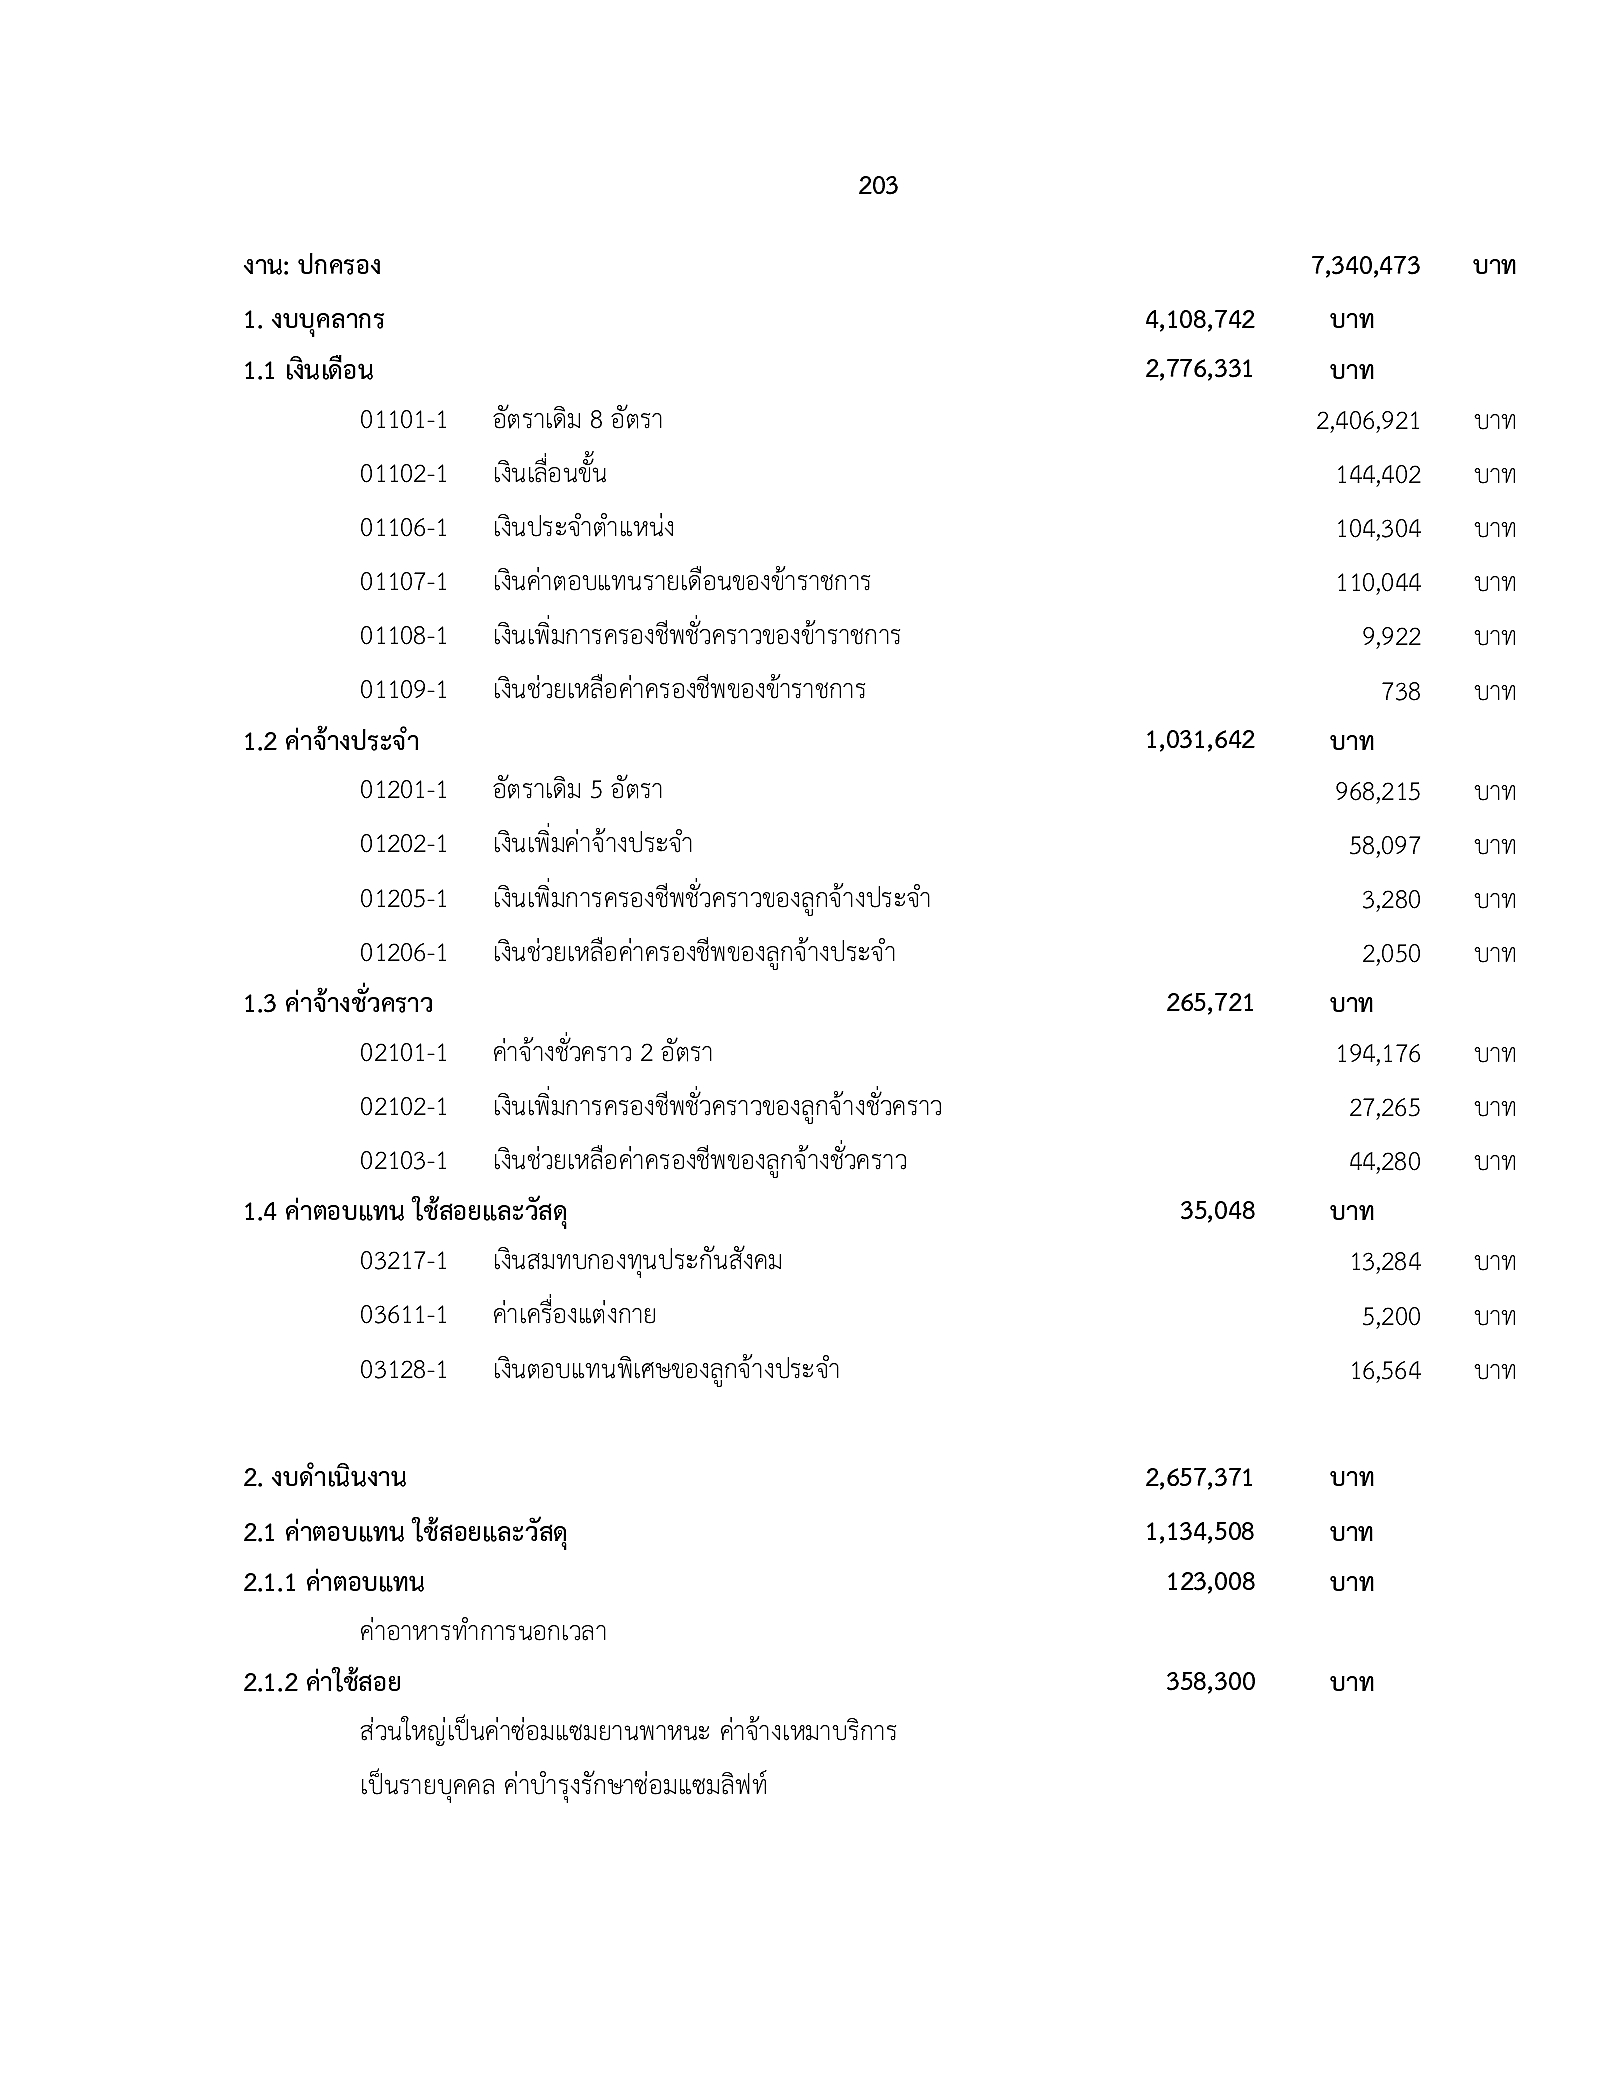 203
งาน: ปกครอง 7,340,473 บาท
1. งบบุคลากร 4,108,742 บาท
1.1 เงินเดือน 2,776,331 บาท
01101-1 อัตราเดิม 8 อัตรา 2,406,921 บาท
01102-1 เงินเลื่อนขั้น 144,402 บาท
01106-1 เงินประจำตำแหน่ง 104,304 บาท
01107-1 เงินค่าตอบแทนรายเดือนของข้าราชการ 110,044 บาท
01108-1 เงินเพิ่มการครองชีพชั่วคราวของข้าราชการ 9,922 บาท
01109-1 เงินช่วยเหลือค่าครองชีพของข้าราชการ 738 บาท
1.2 ค่าจ้างประจำ 1,031,642 บาท
01201-1 อัตราเดิม 5 อัตรา 968,215 บาท
01202-1 เงินเพิ่มค่าจ้างประจำ 58,097 บาท
01205-1 เงินเพิ่มการครองชีพชั่วคราวของลูกจ้างประจำ 3,280 บาท
01206-1 เงินช่วยเหลือค่าครองชีพของลูกจ้างประจำ 2,050 บาท
1.3 ค่าจ้างชั่วคราว 265,721 บาท
02101-1 ค่าจ้างชั่วคราว 2 อัตรา 194,176 บาท
02102-1 เงินเพิ่มการครองชีพชั่วคราวของลูกจ้างชั่วคราว 27,265 บาท
02103-1 เงินช่วยเหลือค่าครองชีพของลูกจ้างชั่วคราว 44,280 บาท
1.4 ค่าตอบแทน ใช้สอยและวัสดุ 35,048 บาท
03217-1 เงินสมทบกองทุนประกันสังคม 13,284 บาท
03611-1 ค่าเครื่องแต่งกาย 5,200 บาท
03128-1 เงินตอบแทนพิเศษของลูกจ้างประจำ 16,564 บาท
2. งบดำเนินงาน 2,657,371 บาท
2.1 ค่าตอบแทน ใช้สอยและวัสดุ 1,134,508 บาท
2.1.1 ค่าตอบแทน 123,008 บาท
ค่าอาหารทำการนอกเวลา
2.1.2 ค่าใช้สอย 358,300 บาท
ส่วนใหญ่เป็นค่าซ่อมแซมยานพาหนะ ค่าจ้างเหมาบริการ
เป็นรายบุคคล ค่าบำรุงรักษาซ่อมแซมลิฟท์